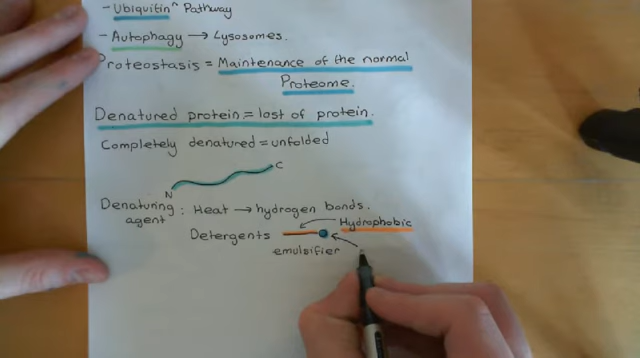 - Ubiquitin Pathway
- Autophagy → Lysosomes.
Proteostasis = Maintenance of the normal
Proteome.
Denatured protein = lost of protein.
Completely denatured = unfolded
C
N
Denaturing agent : Heat → hydrogen bonds.
Hydrophobic
Detergents
emulsifier